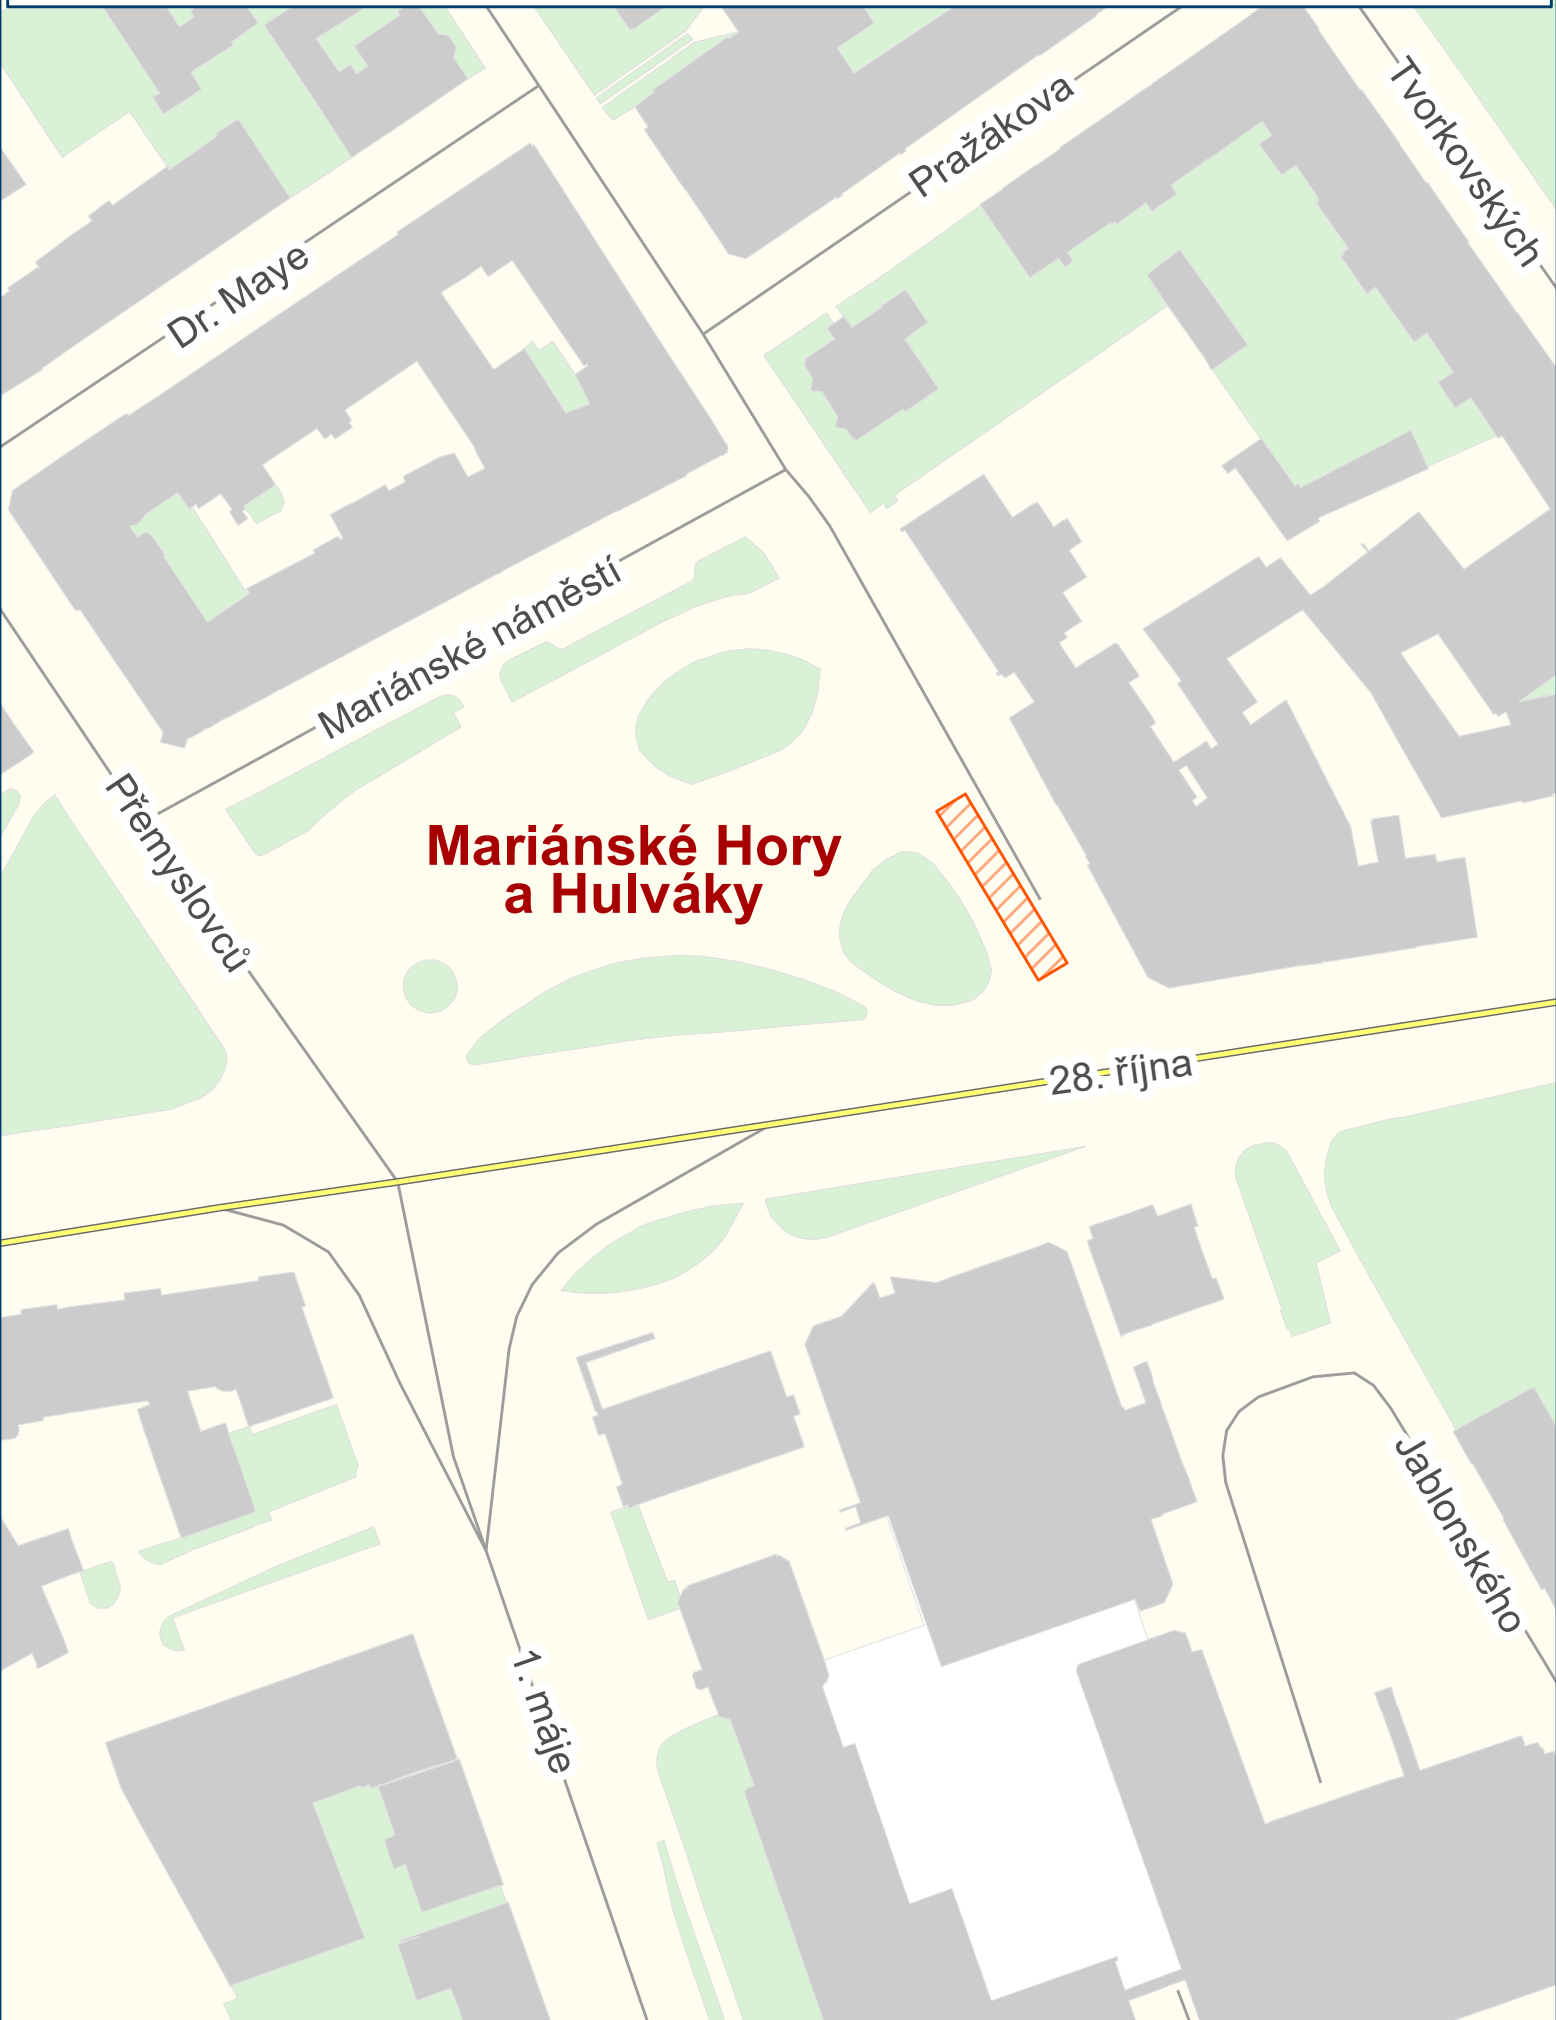 Tvorkovských
Pražákova
Dr. Maye
Mariánské náměstí
Přemyslovců
Mariánské Hory
a Hulváky
28. října
Jablonského
1. máje